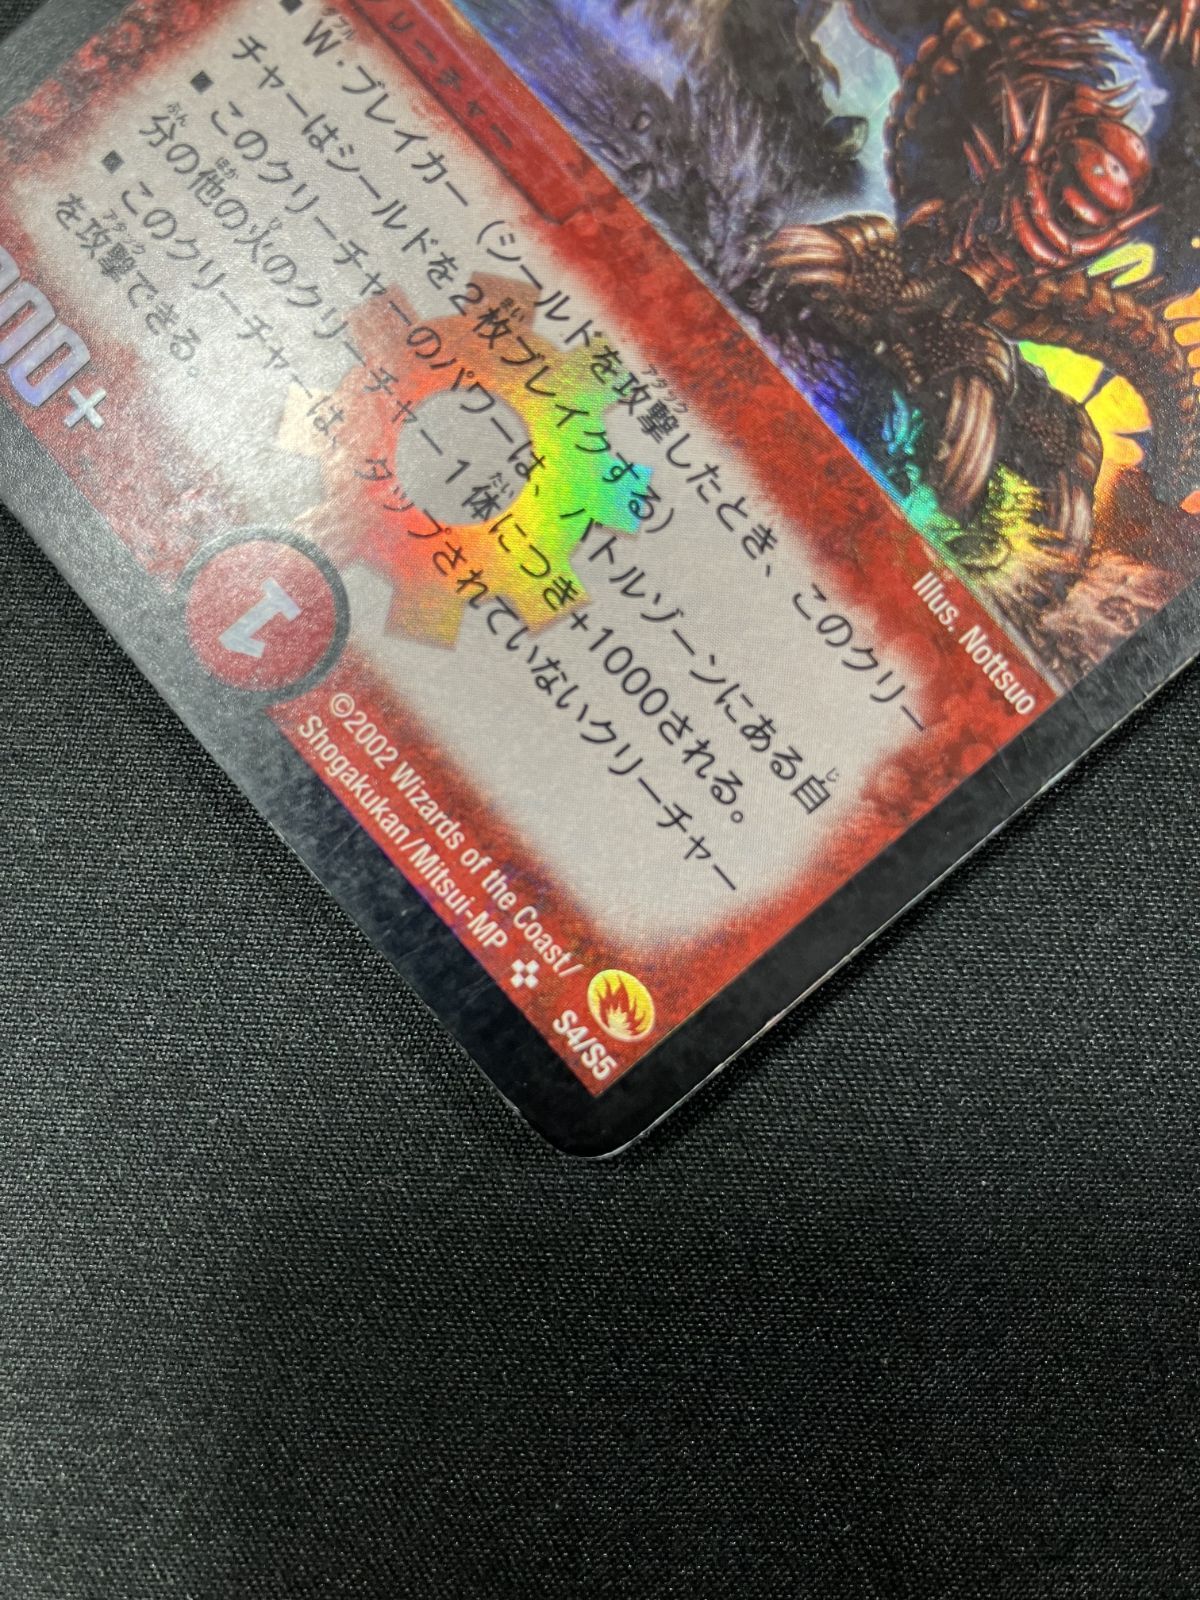 リーチャー
■ W・ブレイカー（シールドを攻撃したとき、このクリー
チャーはシールドを2枚ブレイクする）
■ このクリーチャーのパワーは、バトルゾーンにある自
分の他の火のクリーチャー1体につき+1000される。
■ このクリーチャーは、タップされていないクリーチャー
を攻撃できる。
000+
1
Illus. Nottsuo
©2002 Wizards of the Coast/
Shogakukan/Mitsui-MP
S4/S5